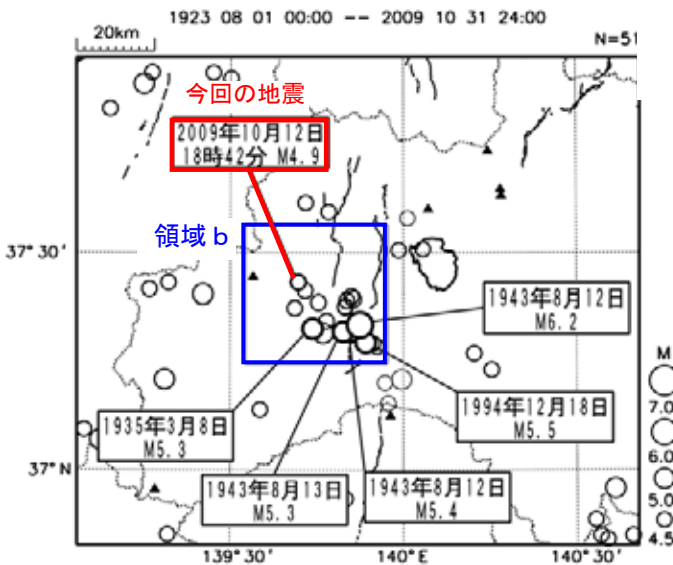 1923 08 01 00:00 -- 2009 10 31 24:00
20km
N=51
今回の地震
2009年10月12日
18時42分 M4.9
領域b
37°30'
1943年8月12日
M6.2
M
7.0
1994年12月18日
M5.5
1935年3月8日
M5.3
6.0
37°N
1943年8月13日
M5.3
1943年8月12日
M5.4
5.0
4.5
139°30'
140°E
140°30'